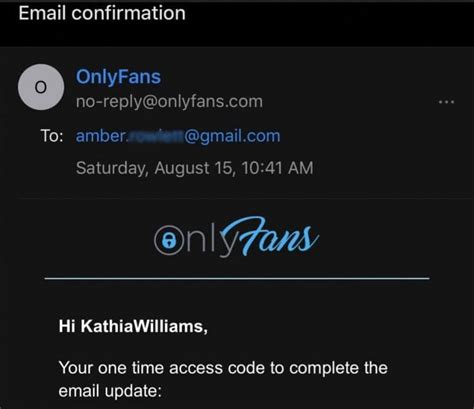 Email confirmation
O
OnlyFans
no-reply@onlyfans.com
...
To: amber. @gmail.com
Saturday, August 15, 10:41 AM
OnlyFans
Hi KathiaWilliams,
Your one time access code to complete the
email update: